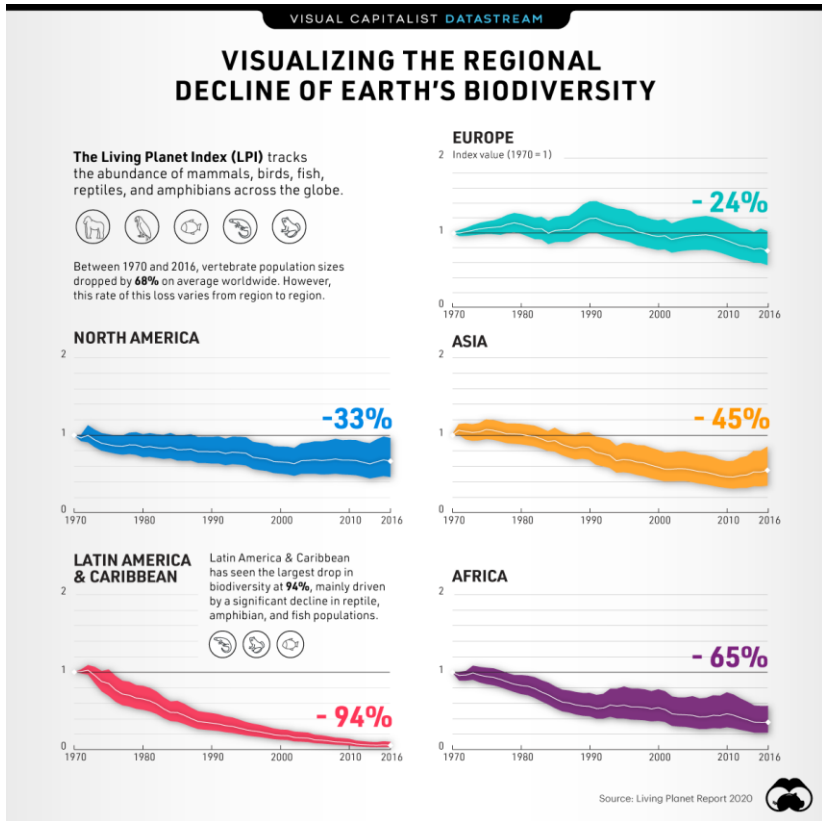 VISUAL CAPITALIST DATASTREAM
VISUALIZING THE REGIONAL
DECLINE OF EARTH'S BIODIVERSITY
The Living Planet Index (LPI) tracks
the abundance of mammals, birds, fish,
reptiles, and amphibians across the globe.
Between 1970 and 2016, vertebrate population sizes
dropped by 68% on average worldwide. However,
this rate of this loss varies from region to region.
EUROPE
2 Index value (1970 = 1)
- 24%
1
0
1970 1980 1990 2000 2010 2016
NORTH AMERICA
2
-33%
1
0
1970 1980 1990 2000 2010 2016
ASIA
2
- 45%
1
0
1970 1980 1990 2000 2010 2016
LATIN AMERICA
& CARIBBEAN
Latin America & Caribbean
has seen the largest drop in
biodiversity at 94%, mainly driven
by a significant decline in reptile,
amphibian, and fish populations.
2
1
- 94%
0
1970 1980 1990 2000 2010 2016
AFRICA
2
- 65%
1
0
1970 1980 1990 2000 2010 2016
Source: Living Planet Report 2020